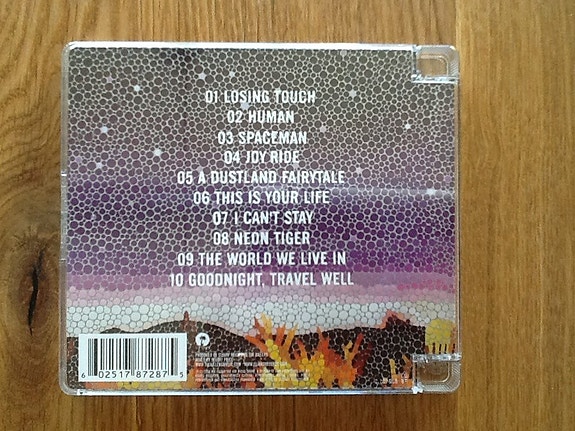 01 LOSING TOUCH
02 HUMAN
03 SPACEMAN
04 JOY RIDE
05 A DUSTLAND FAIRYTALE
06 THIS IS YOUR LIFE
07 I CAN'T STAY
08 NEON TIGER
09 THE WORLD WE LIVE IN
10 GOODNIGHT, TRAVEL WELL
6 02517 87287 5